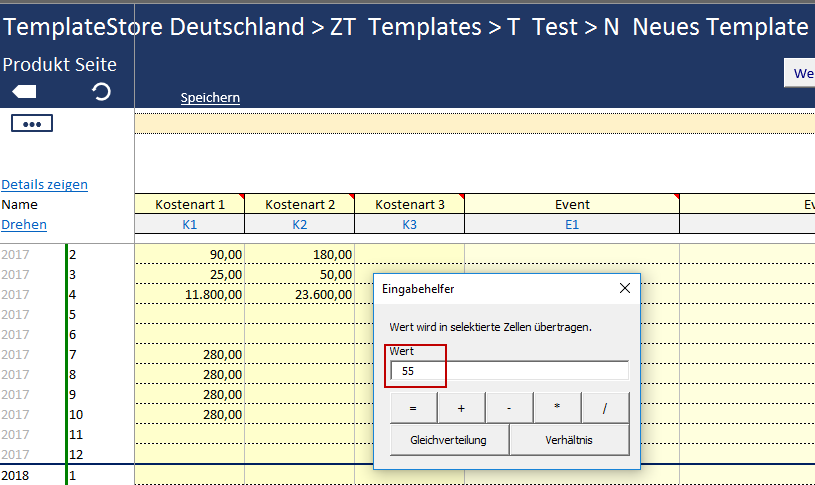 TemplateStore Deutschland > ZT Templates > T Test > N Neues Template
Produkt Seite
We
Speichern
Details zeigen
Name Kostenart 1 Kostenart 2 Kostenart 3 Event Ev
Drehen K1 K2 K3 E1
2017 2 90,00 180,00
2017 3 25,00 50,00
2017 4 11.800,00 23.600,00
2017 5
2017 6
2017 7 280,00
2017 8 280,00
2017 9 280,00
2017 10 280,00
2017 11
2017 12
2018 1
Eingabehelfer
Wert wird in selektierte Zellen übertragen.
Wert
55
= + - * /
Gleichverteilung Verhältnis